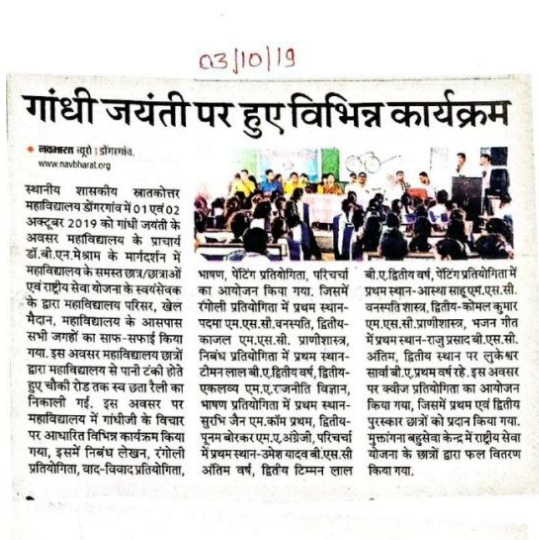 03/10/19
गांधी जयंती पर हुए विभिन्न कार्यक्रम
नवभारत ब्यूरो । डोंगरगांव.
www.navbharat.org
स्थानीय शासकीय स्नातकोत्तर
महाविद्यालय डोंगरगांव में 01 एवं 02
अक्टूबर 2019 को गांधी जयंती के
अवसर महाविद्यालय के प्राचार्य
डॉ.बी.एन.मेश्राम के मार्गदर्शन में
महाविद्यालय के समस्त छात्र/छात्राओं
एवं राष्ट्रीय सेवा योजना के स्वयंसेवक
के द्वारा महाविद्यालय परिसर, खेल
मैदान, महाविद्यालय के आसपास
सभी जगहों का साफ-सफाई किया
गया. इस अवसर महाविद्यालय छात्रों
द्वारा महाविद्यालय से पानी टंकी होते
हुए चौकी रोड तक स्व छता रैली का
निकाली गई. इस अवसर पर
महाविद्यालय में गांधीजी के विचार
पर आधारित विभिन्न कार्यक्रम किया
गया, इसमें निबंध लेखन, रंगोली
प्रतियोगिता, वाद-विवाद प्रतियोगिता,
भाषण, पेंटिग प्रतियोगिता, परिचर्चा
का आयोजन किया गया. जिसमें
रंगोली प्रतियोगिता में प्रथम स्थान-
पदमा एम.एस.सी.वनस्पति, द्वितीय-
काजल एम.एस.सी. प्राणीशास्त्र,
निबंध प्रतियोगिता में प्रथम स्थान-
टीमन लाल बी.ए.द्वितीय वर्ष, द्वितीय-
एकलव्य एम.ए.रजनीति विज्ञान,
भाषण प्रतियोगिता में प्रथम स्थान-
सुरभि जैन एम.कॉम प्रथम, द्वितीय-
पूनम बोरकर एम.ए.अंग्रेजी, परिचर्चा
में प्रथम स्थान-उमेश यादव बी.एस.सी
अंतिम वर्ष, द्वितीय टिम्मन लाल
बी.ए.द्वितीय वर्ष, पेंटिग प्रतियोगिता में
प्रथम स्थान-आस्था साहू एम.एस.सी.
वनस्पति शास्त्र, द्वितीय-कोमल कुमार
एम.एस.सी.प्राणीशास्त्र, भजन गीत
में प्रथम स्थान-राजु प्रसाद बी.एस.सी.
अंतिम, द्वितीय स्थान पर लुकेश्वर
सार्वा बी.ए.प्रथम वर्ष रहे. इस अवसर
पर क्वीज प्रतियोगिता का आयोजन
किया गया, जिसमें प्रथम एवं द्वितीय
पुरस्कार छात्रों को प्रदान किया गया.
मुक्तांगना बहुसेवा केन्द्र में राष्ट्रीय सेवा
योजना के छात्रों द्वारा फल वितरण
किया गया.